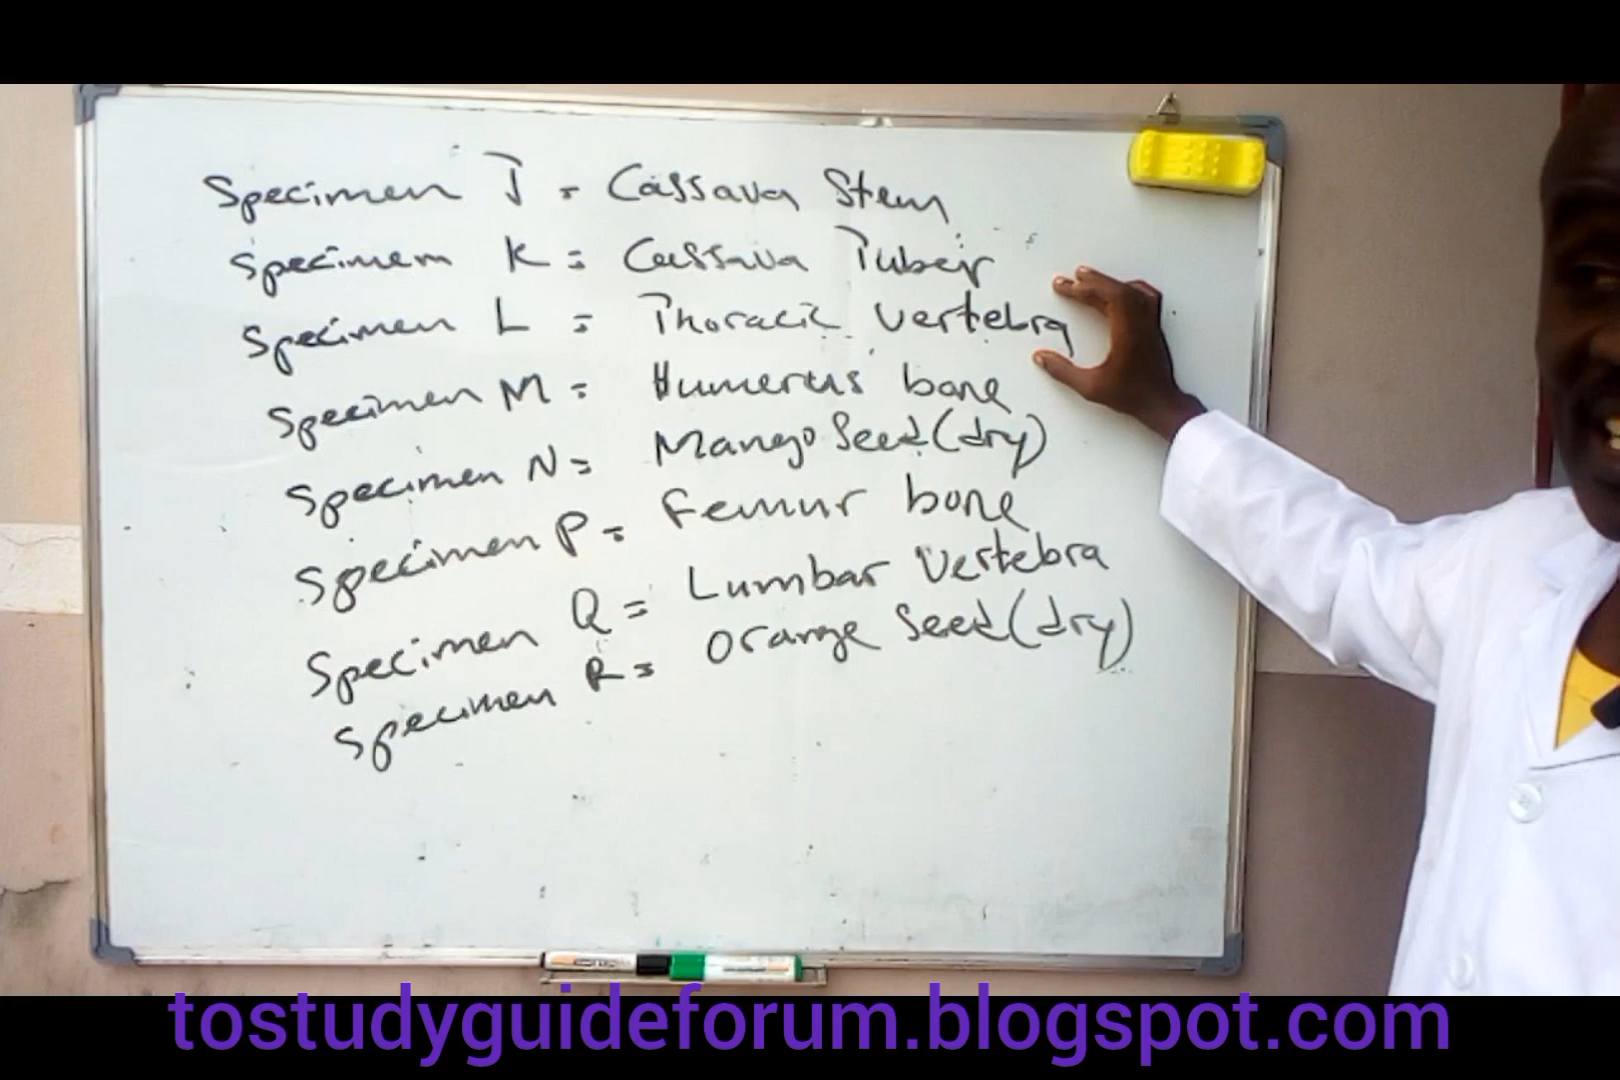 Specimen J = Cassava Stem
Specimem K = Cassava Tuber
Specimen L = Thoracic Vertebra
Specimen M = Humerus bone
Specimen N = Mango Seed (dry)
Specimen P = Femur bone
Specimen Q = Lumbar Vertebra
Specimen R = Orange Seed (dry)
tostudyguideforum.blogspot.com